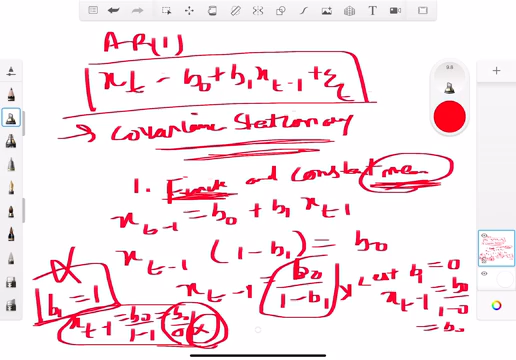 AR(1)
x_t = b_0 + b_1 x_{t-1} + ε_t
→ Covariance Stationary
1. Finite and constant mean
x_{t-1} = b_0 + b_1 x_{t-1}
x_{t-1} (1 - b_1) = b_0
x_{t-1} = b_0 / (1 - b_1)
b_1 = 1
x_{t-1} = b_0 / (1-1) = b_0 / 0 = α
b_1 = 0
x_{t-1} = b_0 / (1-0)
= b_0